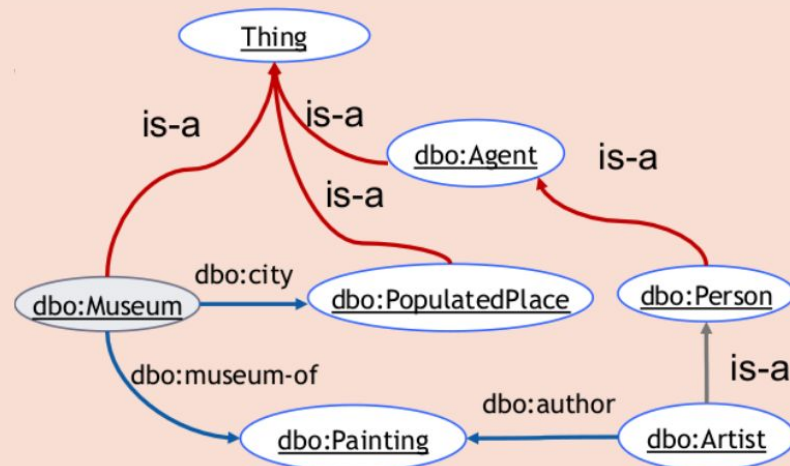 Thing
is-a
is-a
dbo:Agent
is-a
is-a
dbo:city
dbo:Museum
dbo:PopulatedPlace
dbo:Person
dbo:museum-of
is-a
dbo:author
dbo:Painting
dbo:Artist